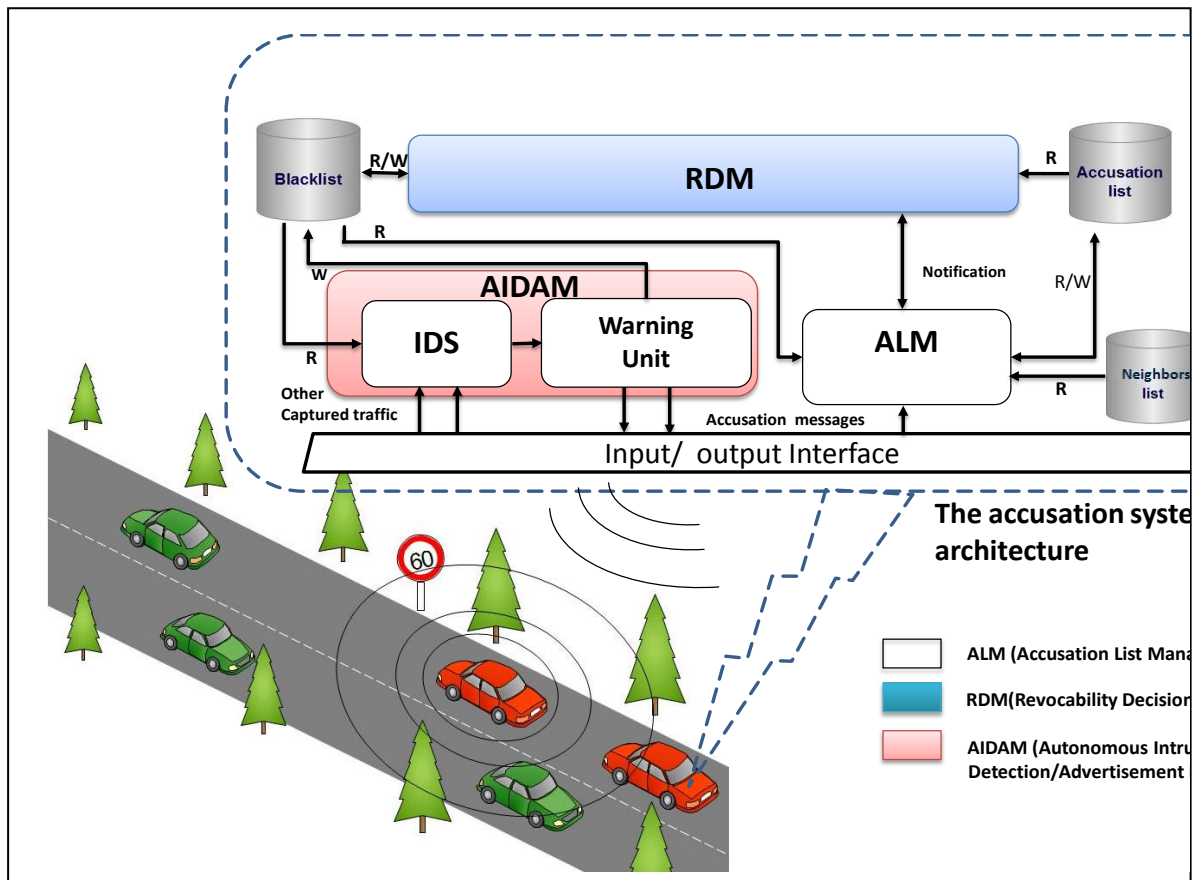 Blacklist
R/W
RDM
R
Accusation
list
R
W
Notification
R/W
AIDAM
IDS
Warning
Unit
ALM
R
R
Neighbors
list
Other
Captured traffic
Accusation messages
Input/ output Interface
The accusation syste
architecture
60
ALM (Accusation List Mana
RDM(Revocability Decision
AIDAM (Autonomous Intru
Detection/Advertisement